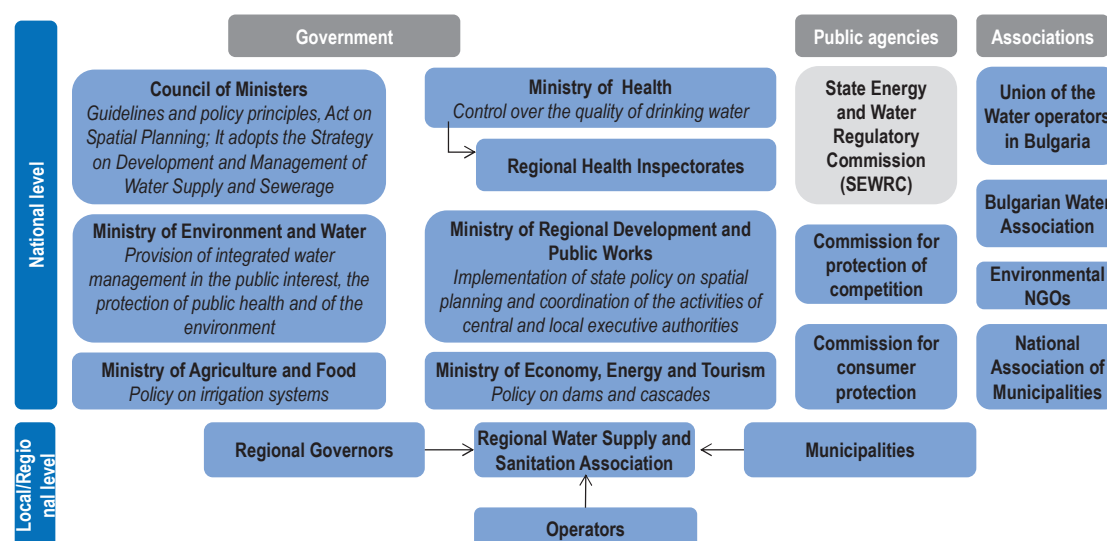 Government
Public agencies
Associations
National level
Council of Ministers
Guidelines and policy principles, Act on
Spatial Planning; It adopts the Strategy
on Development and Management of
Water Supply and Sewerage
Ministry of Health
Control over the quality of drinking water
Regional Health Inspectorates
State Energy
and Water
Regulatory
Commission
(SEWRC)
Union of the
Water operators
in Bulgaria
Ministry of Environment and Water
Provision of integrated water
management in the public interest, the
protection of public health and of the
environment
Ministry of Regional Development and
Public Works
Implementation of state policy on spatial
planning and coordination of the activities of
central and local executive authorities
Commission for
protection of
competition
Bulgarian Water
Association
Environmental
NGOs
Ministry of Agriculture and Food
Policy on irrigation systems
Ministry of Economy, Energy and Tourism
Policy on dams and cascades
Commission for
consumer
protection
National
Association of
Municipalities
Local/Regio
nal level
Regional Governors
Regional Water Supply and
Sanitation Association
Municipalities
Operators